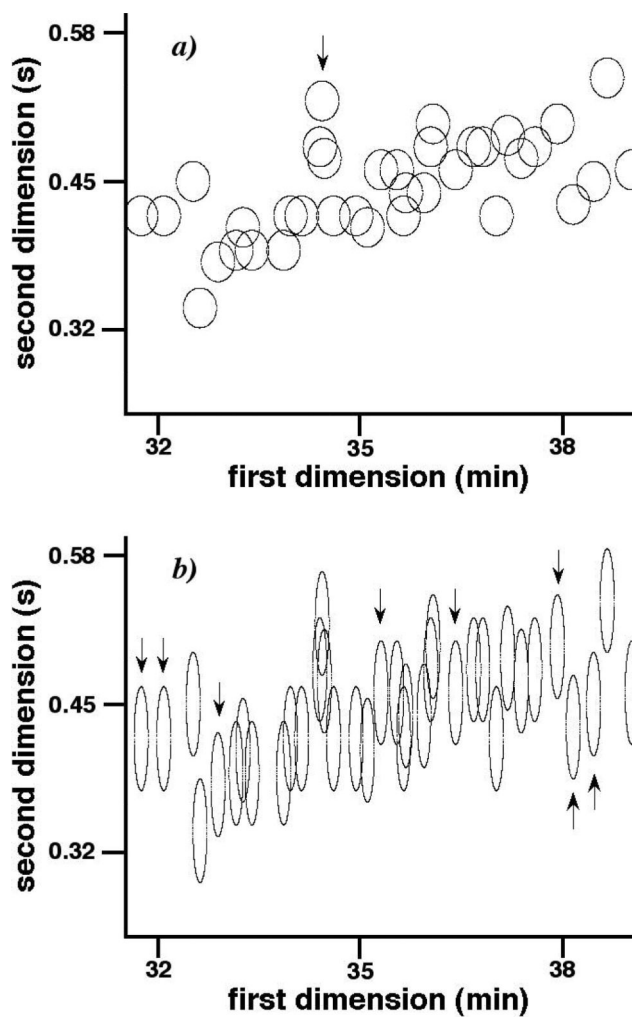 0.58
a)
0.45
0.32
second dimension (s)
32
35
38
first dimension (min)
0.58
b)
0.45
0.32
second dimension (s)
32
35
38
first dimension (min)